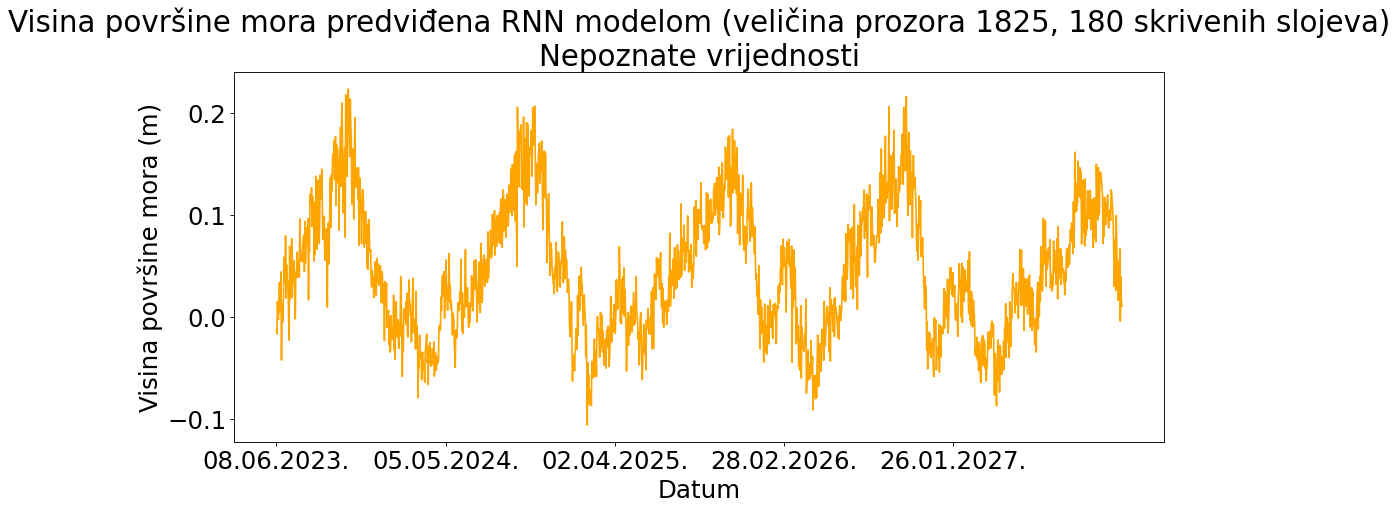 Visina površine mora predviđena RNN modelom (veličina prozora 1825, 180 skrivenih slojeva)
Nepoznate vrijednosti
Visina površine mora (m)
0.2
0.1
0.0
−0.1
08.06.2023. 05.05.2024. 02.04.2025. 28.02.2026. 26.01.2027.
Datum